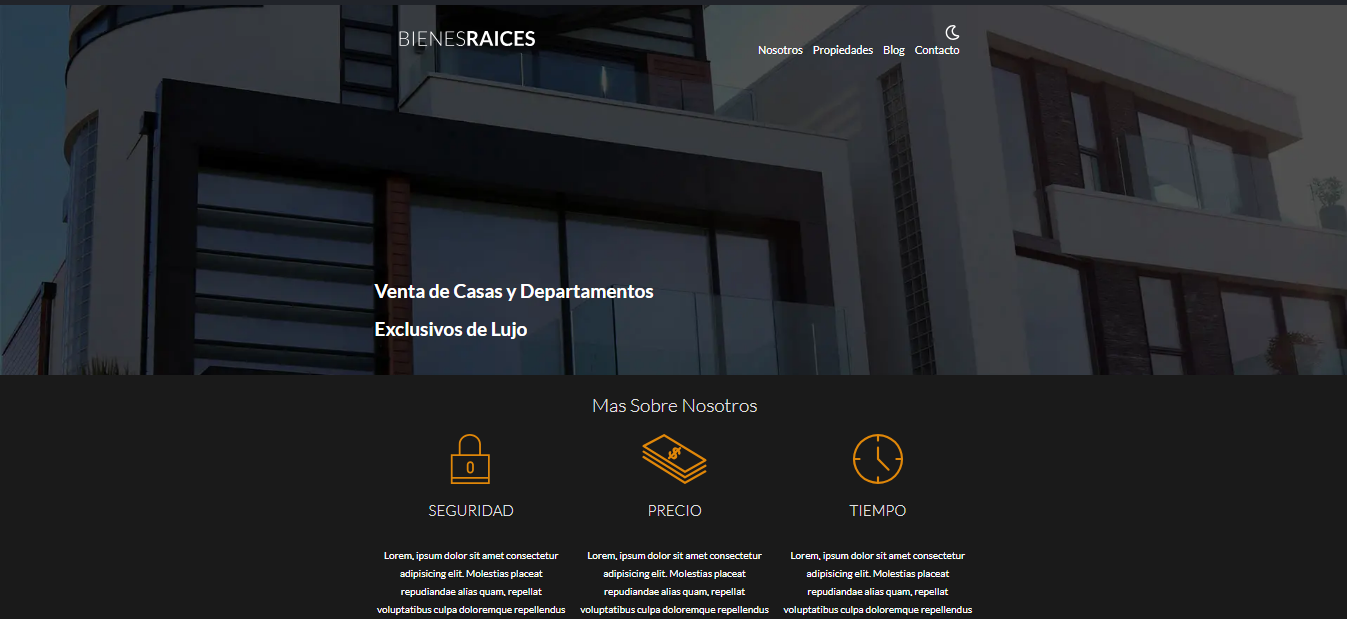 BIENESRAICES
Nosotros Propiedades Blog Contacto
Venta de Casas y Departamentos
Exclusivos de Lujo
Mas Sobre Nosotros
SEGURIDAD
PRECIO
TIEMPO
Lorem, ipsum dolor sit amet consectetur
adipisicing elit. Molestias placeat
repudiandae alias quam, repellat
voluptatibus culpa doloremque repellendus
Lorem, ipsum dolor sit amet consectetur
adipisicing elit. Molestias placeat
repudiandae alias quam, repellat
voluptatibus culpa doloremque repellendus
Lorem, ipsum dolor sit amet consectetur
adipisicing elit. Molestias placeat
repudiandae alias quam, repellat
voluptatibus culpa doloremque repellendus